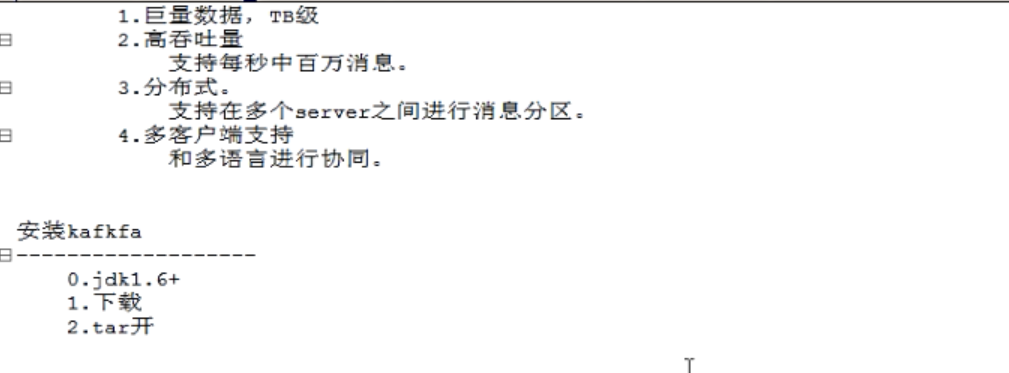 1.巨量数据，TB级
2.高吞吐量
支持每秒中百万消息。
3.分布式。
支持在多个server之间进行消息分区。
4.多客户端支持
和多语言进行协同。
安装kafkfa
-------------------
0.jdk1.6+
1.下载
2.tar开